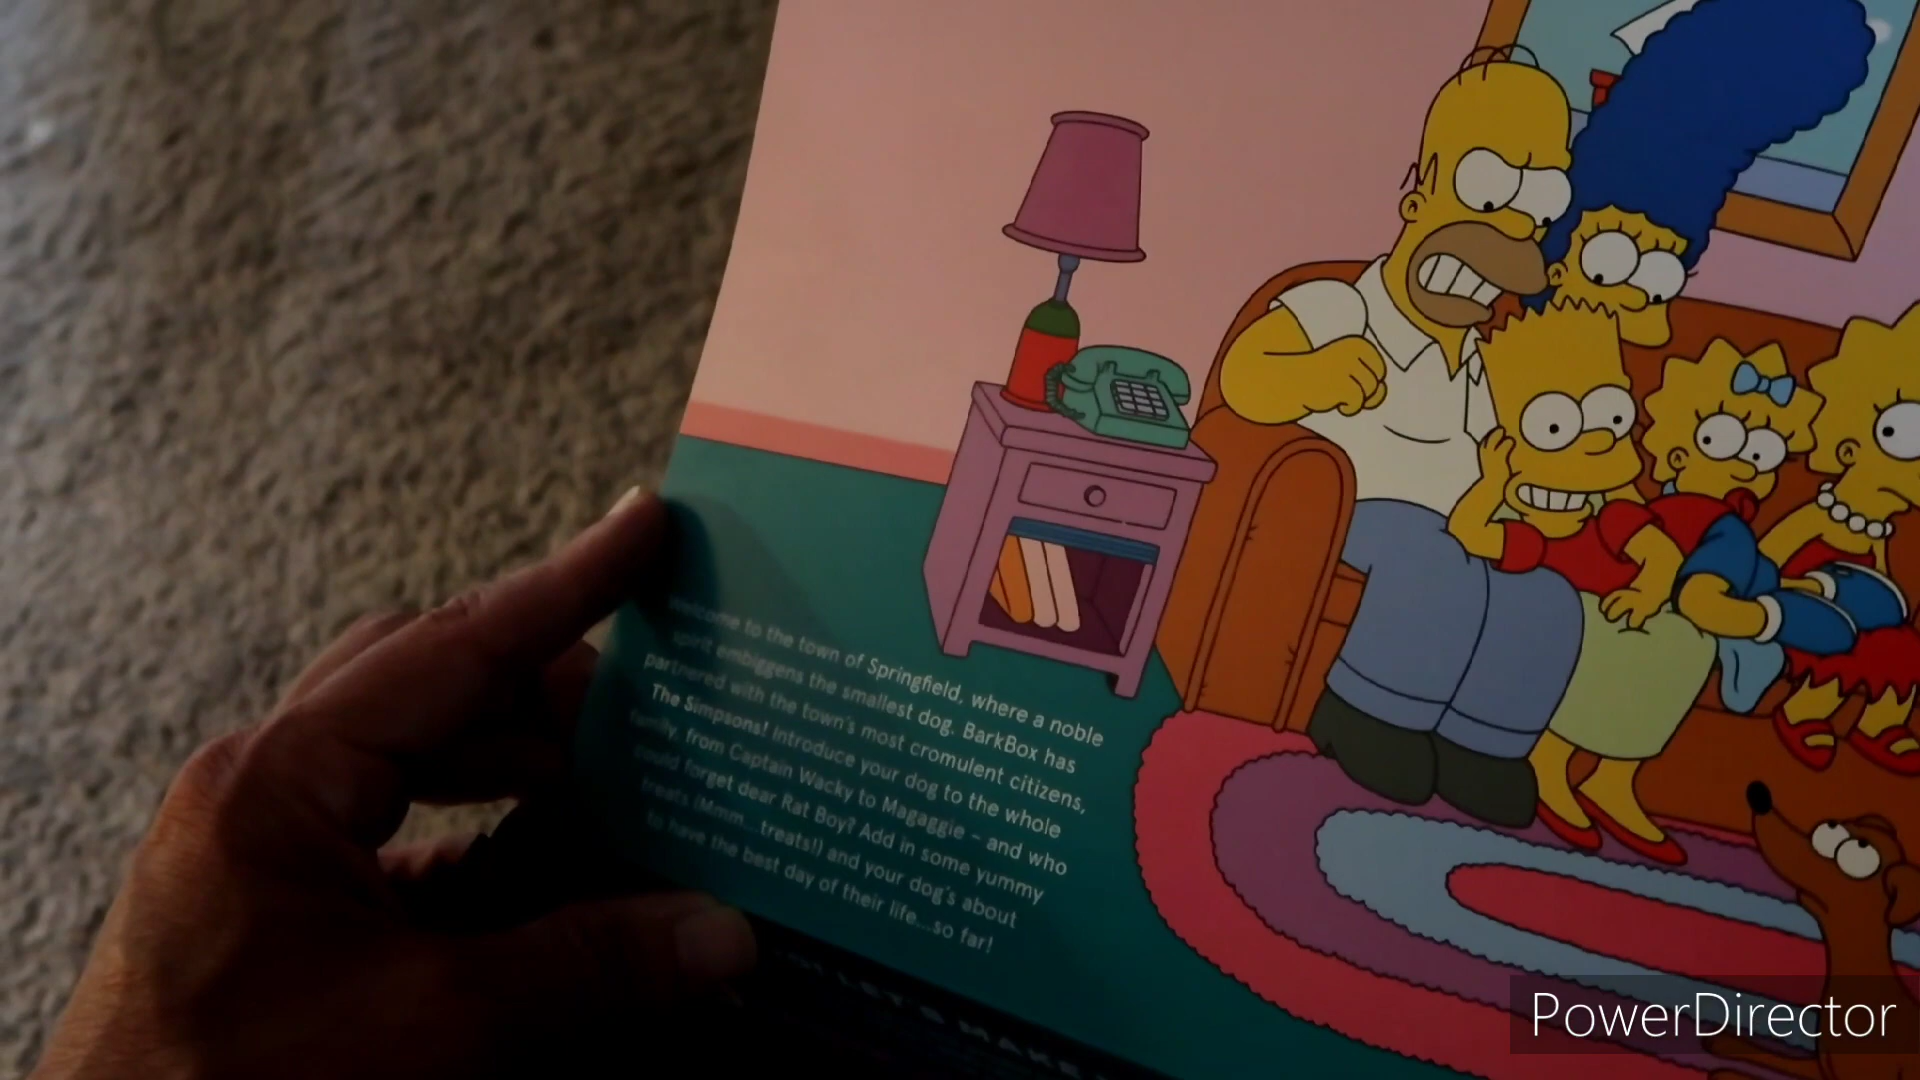 Welcome to the town of Springfield, where a noble
spirit embiggens the smallest dog. BarkBox has
partnered with the town's most cromulent citizens,
The Simpsons! Introduce your dog to the whole
family, from Captain Wacky to Magaggie – and who
could forget dear Rat Boy? Add in some yummy
treats (Mmm...treats!) and your dog's about
to have the best day of their life...so far!
PowerDirector